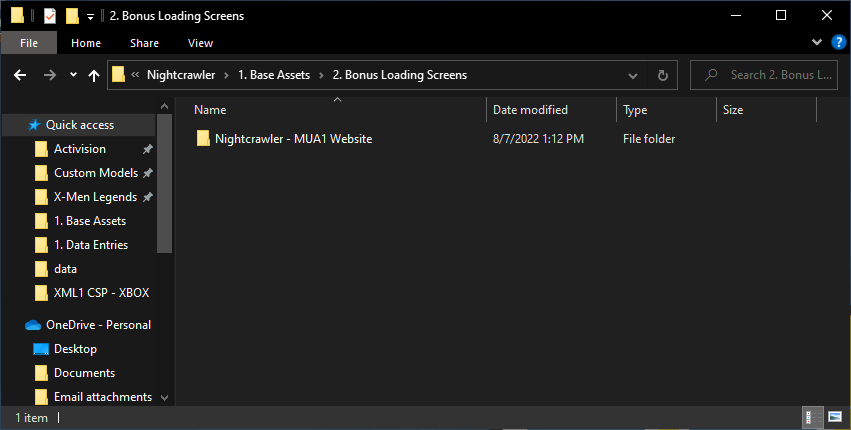 2. Bonus Loading Screens
File Home Share View
« Nightcrawler > 1. Base Assets > 2. Bonus Loading Screens Search 2. Bonus L...
Name Date modified Type Size
Quick access
Nightcrawler - MUA1 Website 8/7/2022 1:12 PM File folder
Activision
Custom Models
X-Men Legends
1. Base Assets
1. Data Entries
data
XML1 CSP - XBOX
OneDrive - Personal
Desktop
Documents
Email attachments
1 item